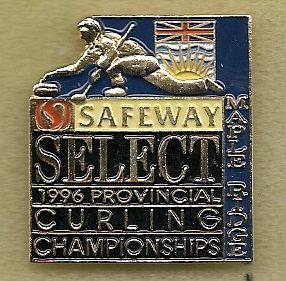 SAFEWAY
SELECT
1996 PROVINCIAL
CURLING
CHAMPIONSHIPS
MAPLE RIDGE